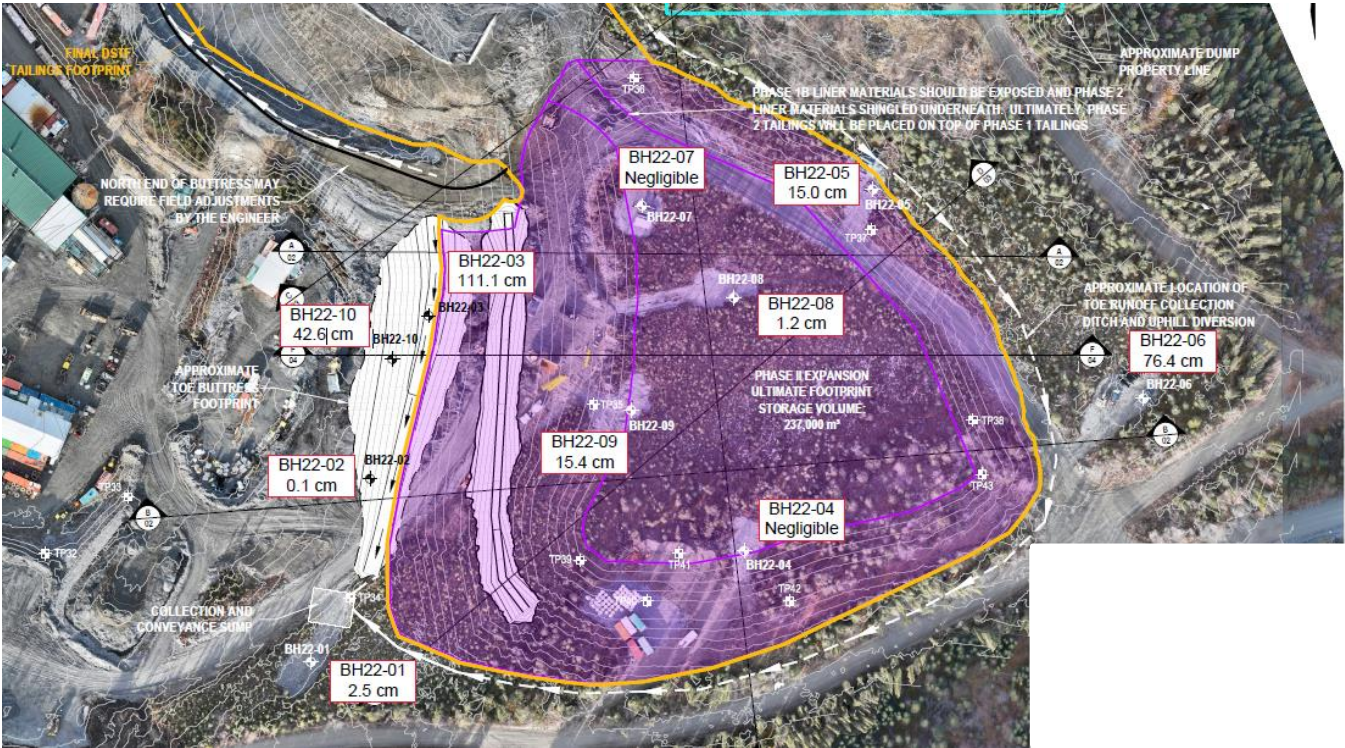 FINAL DSTF
TAILINGS FOOTPRINT
APPROXIMATE DUMP
PROPERTY LINE
TP36
PHASE 1B LINER MATERIALS SHOULD BE EXPOSED AND PHASE 2
LINER MATERIALS SHINGLED UNDERNEATH. ULTIMATELY, PHASE
2 TAILINGS WILL BE PLACED ON TOP OF PHASE 1 TAILINGS
NORTH END OF BUTTRESS MAY
REQUIRE FIELD ADJUSTMENTS
BY THE ENGINEER
BH22-07
Negligible
BH22-07
BH22-05
15.0 cm
BH22-05
TP37
A
02
A
02
BH22-03
111.1 cm
BH22-03
BH22-08
BH22-08
1.2 cm
APPROXIMATE LOCATION OF
TOE RUNOFF COLLECTION
DITCH AND UPHILL DIVERSION
BH22-10
42.6 cm
BH22-10
04
F
04
BH22-06
76.4 cm
BH22-06
APPROXIMATE
TOE BUTTRESS
FOOTPRINT
PHASE II EXPANSION
ULTIMATE FOOTPRINT
STORAGE VOLUME:
237,000 m³
TP35
BH22-09
BH22-09
15.4 cm
TP38
B
02
BH22-02
0.1 cm
BH22-02
TP43
TP33
B
02
BH22-04
Negligible
BH22-04
TP32
TP39
TP41
TP42
TP34
COLLECTION AND
CONVEYANCE SUMP
BH22-01
BH22-01
2.5 cm